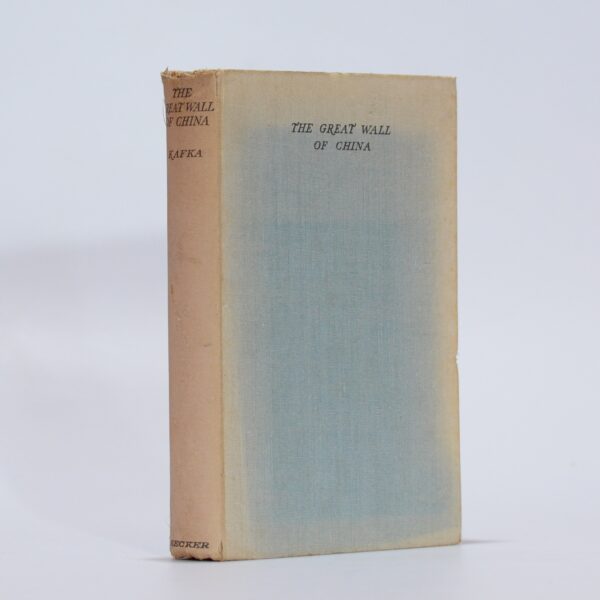 THE
GREAT WALL
OF CHINA
KAFKA
SECKER
THE GREAT WALL
OF CHINA